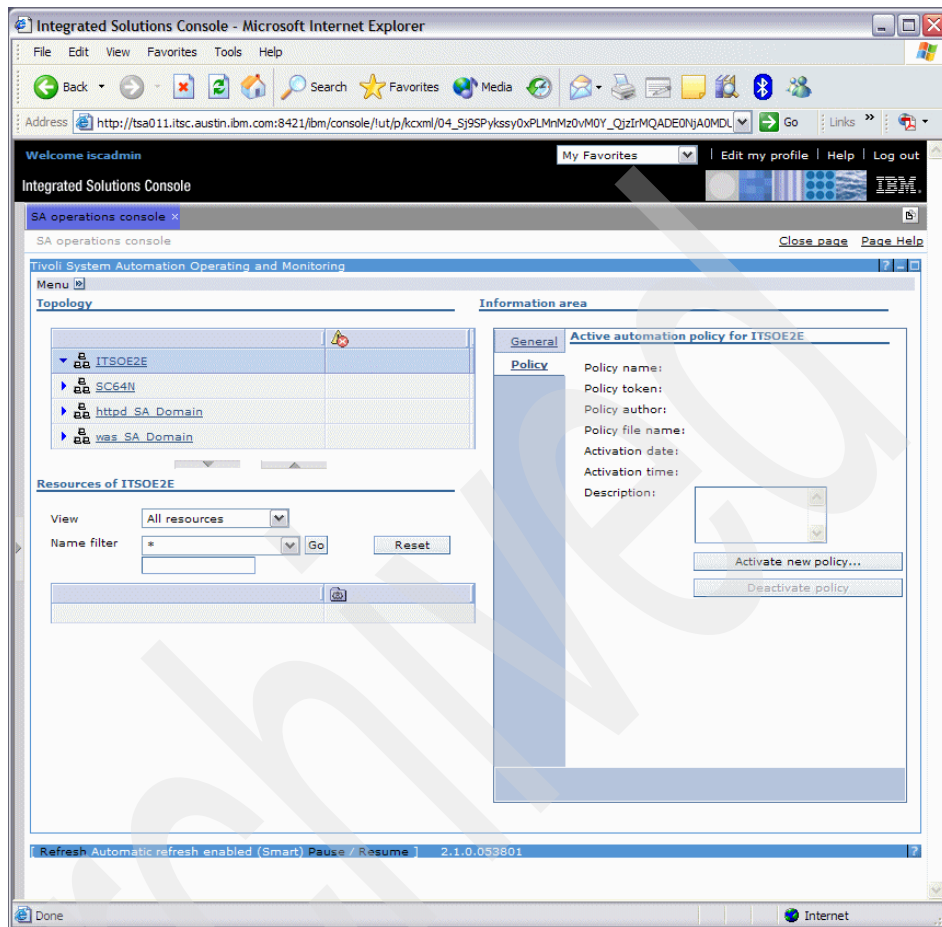 Integrated Solutions Console - Microsoft Internet Explorer
File Edit View Favorites Tools Help
Back Search Favorites Media
Address http://tsa011.itsc.austin.ibm.com:8421/ibm/console/!ut/p/kcxml/04_Sj9SPykssy0xPLMnMz0vM0Y_QjzIrMQADE0NjA0MDL Go Links »
Welcome iscadmin My Favorites Edit my profile Help Log out
Integrated Solutions Console IBM.
SA operations console ×
SA operations console Close page Page Help
Tivoli System Automation Operating and Monitoring ?
Menu
Topology
ITSOE2E
SC64N
httpd_SA_Domain
was_SA_Domain
Resources of ITSOE2E
View All resources
Name filter * Go Reset
Information area
General
Policy
Active automation policy for ITSOE2E
Policy name:
Policy token:
Policy author:
Policy file name:
Activation date:
Activation time:
Description:
Activate new policy...
Deactivate policy
[ Refresh Automatic refresh enabled (Smart) Pause / Resume ] 2.1.0.053801 ?
Done Internet
Archived